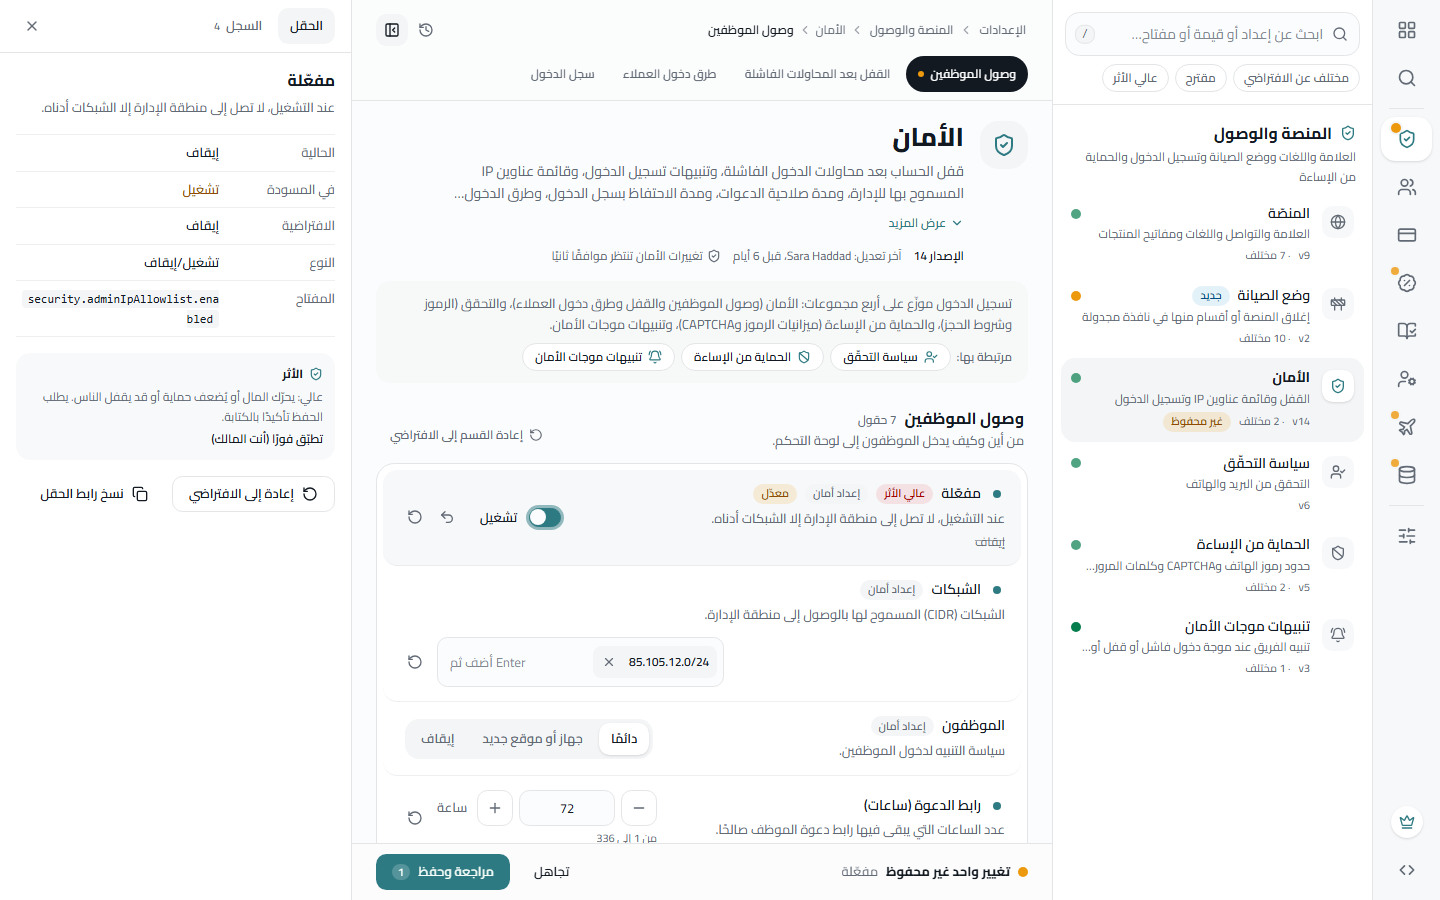 ابحث عن إعداد أو قيمة أو مفتاح...
/
مختلف عن الافتراضي
مقترح
عالي الأثر
المنصة والوصول
العلامة واللغات ووضع الصيانة وتسجيل الدخول والحماية
من الإساءة
المنصّة
العلامة والتواصل واللغات ومفاتيح المنتجات
v9 · 7 مختلف
وضع الصيانة
جديد
إغلاق المنصة أو أقسام منها في نافذة مجدولة
v2 · 10 مختلف
الأمان
القفل وقائمة عناوين IP وتسجيل الدخول
v14 · 2 مختلف
غير محفوظ
سياسة التحقّق
التحقق من البريد والهاتف
v6
الحماية من الإساءة
حدود رموز الهاتف وCAPTCHA وكلمات المرور...
v5 · 2 مختلف
تنبيهات موجات الأمان
تنبيه الفريق عند موجة دخول فاشل أو قفل أو...
v3 · 1 مختلف
الإعدادات
المنصة والوصول
الأمان
وصول الموظفين
وصول الموظفين
القفل بعد المحاولات الفاشلة
طرق دخول العملاء
سجل الدخول
الأمان
قفل الحساب بعد محاولات الدخول الفاشلة، وتنبيهات تسجيل الدخول، وقائمة عناوين IP
المسموح بها للإدارة، ومدة صلاحية الدعوات، ومدة الاحتفاظ بسجل الدخول، وطرق الدخول...
عرض المزيد
الإصدار 14
آخر تعديل: Sara Haddad، قبل 6 أيام
تغييرات الأمان تنتظر موافقًا ثانيًا
تسجيل الدخول موزّع على أربع مجموعات: الأمان (وصول الموظفين والقفل وطرق دخول العملاء)، والتحقق (الرموز
وشروط الحجز)، والحماية من الإساءة (ميزانيات الرموز وCAPTCHA)، وتنبيهات موجات الأمان.
مرتبطة بها:
سياسة التحقّق
الحماية من الإساءة
تنبيهات موجات الأمان
وصول الموظفين
7 حقول
من أين وكيف يدخل الموظفون إلى لوحة التحكم.
إعادة القسم إلى الافتراضي
مفعّلة
عالي الأثر
إعداد أمان
معدّل
عند التشغيل، لا تصل إلى منطقة الإدارة إلا الشبكات أدناه.
إيقاف
تشغيل
الشبكات
إعداد أمان
الشبكات (CIDR) المسموح لها بالوصول إلى منطقة الإدارة.
85.105.12.0/24
أضف ثم Enter
الموظفون
إعداد أمان
سياسة التنبيه لدخول الموظفين.
دائمًا
جهاز أو موقع جديد
إيقاف
رابط الدعوة (ساعات)
عدد الساعات التي يبقى فيها رابط دعوة الموظف صالحًا.
72
ساعة
من 1 إلى 336
تغيير واحد غير محفوظ
مفعّلة
تجاهل
مراجعة وحفظ
1
الحقل
السجل 4
مفعّلة
عند التشغيل، لا تصل إلى منطقة الإدارة إلا الشبكات أدناه.
الحالية
إيقاف
في المسودة
تشغيل
الافتراضية
إيقاف
النوع
تشغيل/إيقاف
المفتاح
security.adminIpAllowlist.ena
bled
الأثر
عالي: يحرّك المال أو يُضعف حماية أو قد يقفل الناس. يطلب
الحفظ تأكيدًا بالكتابة.
تطبّق فورًا (أنت المالك)
إعادة إلى الافتراضي
نسخ رابط الحقل